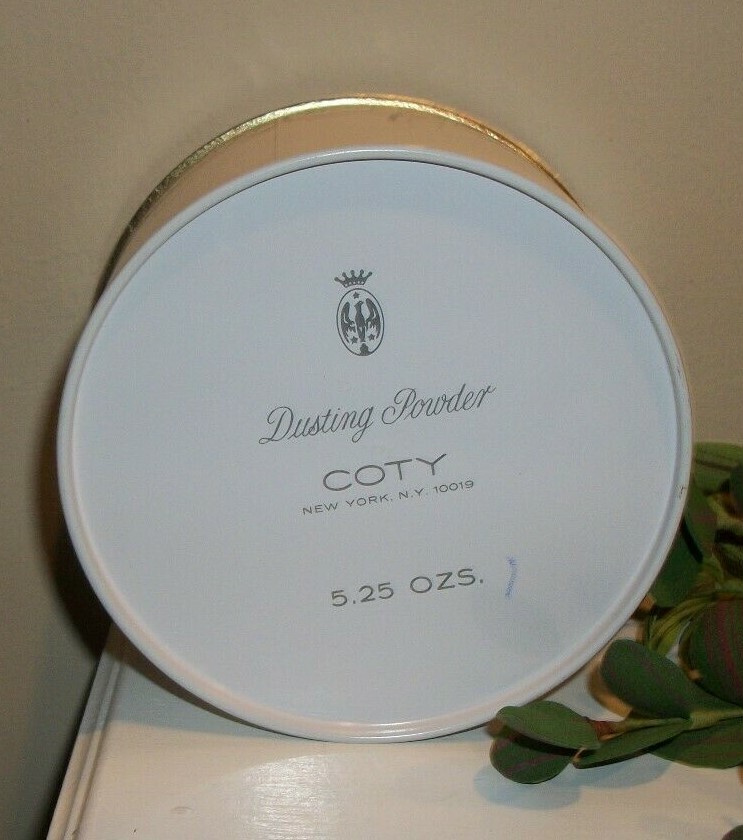 Dusting Powder
COTY
NEW YORK, N.Y. 10019
5.25 OZS.